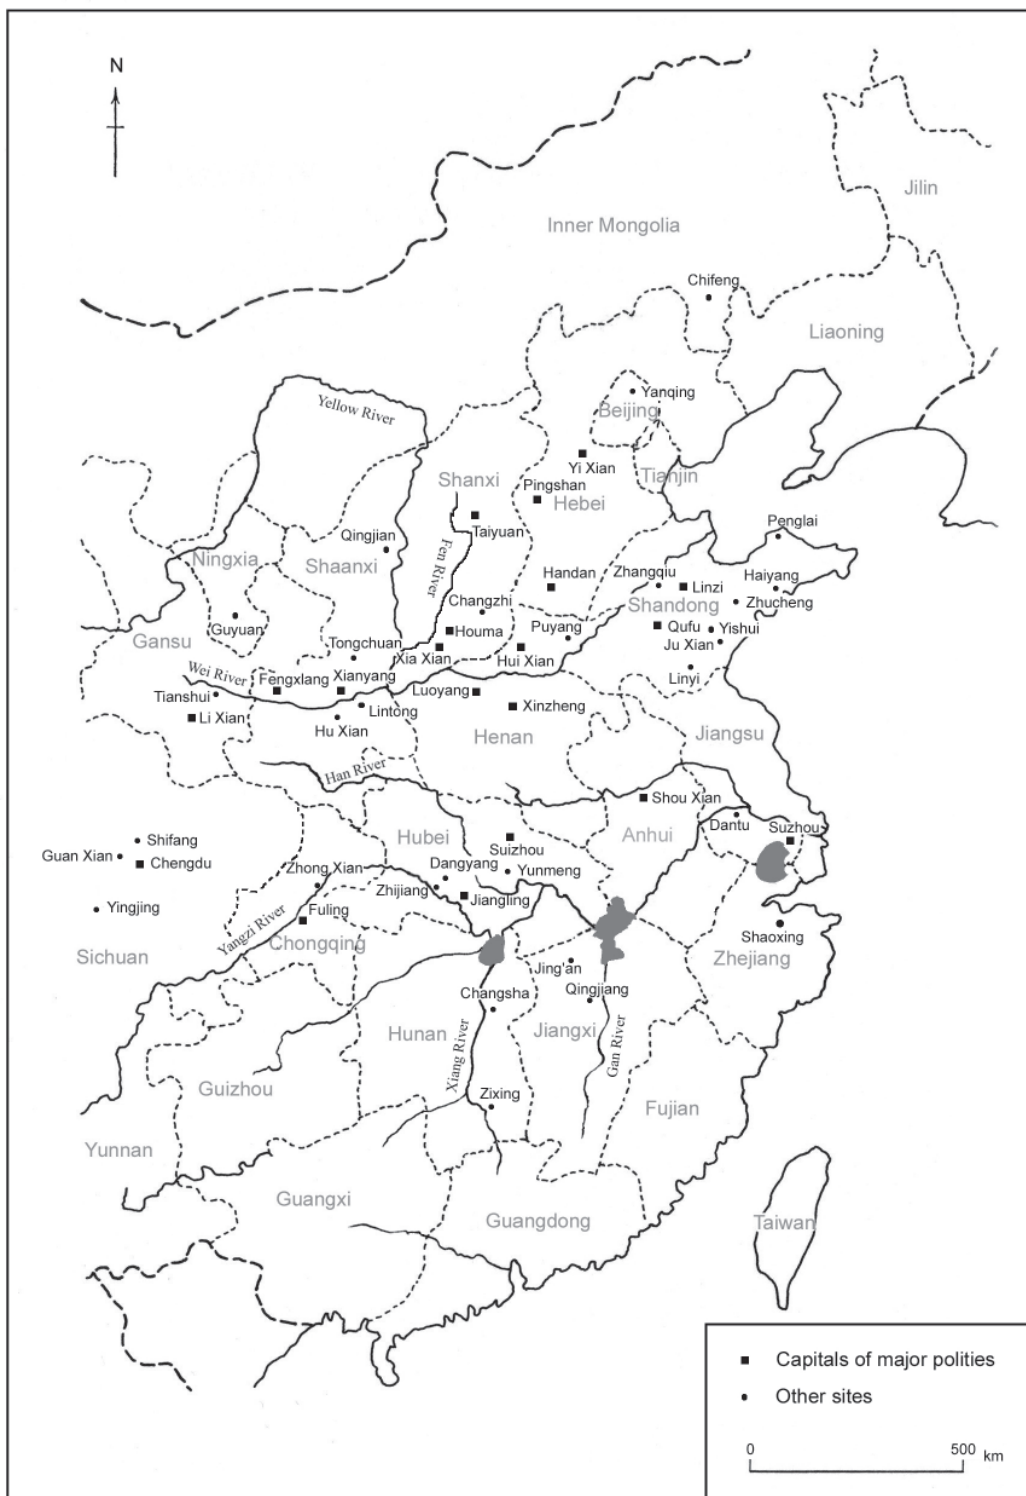 N
Jilin
Inner Mongolia
Chifeng
Liaoning
Yellow River
Yanqing
Beijing
Yi Xian
Tianjin
Shanxi
Pingshan
Hebei
Taiyuan
Penglai
Qingjian
Fen River
Ningxia
Shaanxi
Handan
Zhangqiu
Linzi
Haiyang
Shandong
Zhucheng
Changzhi
Guyuan
Houma
Puyang
Qufu
Yishui
Gansu
Tongchuan
Xia Xian
Hui Xian
Ju Xian
Wei River
Fengxlang
Xianyang
Linyi
Tianshui
Luoyang
Li Xian
Lintong
Xinzheng
Hu Xian
Henan
Jiangsu
Han River
Shou Xian
Hubei
Anhui
Dantu
Suzhou
Shifang
Suizhou
Guan Xian
Chengdu
Zhong Xian
Dangyang
Yunmeng
Zhijiang
Jiangling
Yingjing
Fuling
Yangzi River
Chongqing
Shaoxing
Sichuan
Zhejiang
Jing'an
Changsha
Qingjiang
Hunan
Xiang River
Jiangxi
Gan River
Guizhou
Zixing
Fujian
Yunnan
Guangxi
Guangdong
Taiwan
Capitals of major polities
Other sites
0 500 km